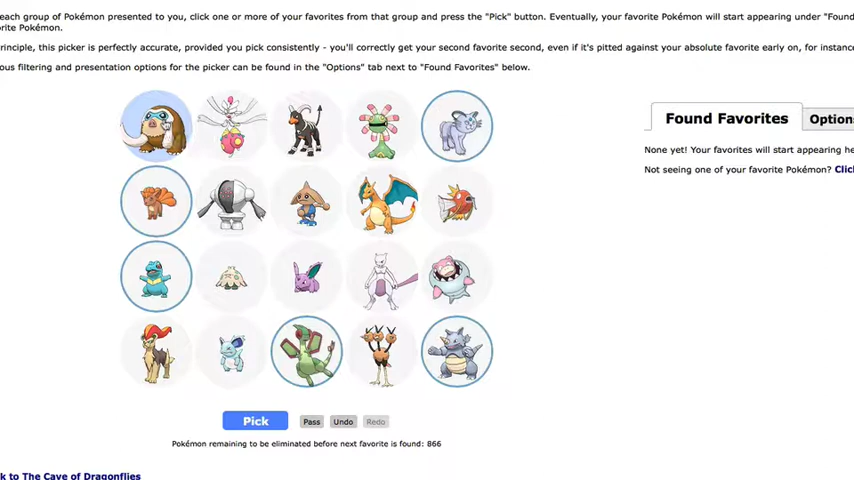 each group of Pokémon presented to you, click one or more of your favorites from that group and press the "Pick" button. Eventually, your favorite Pokémon will start appearing under "Found
orite Pokémon.
rinciple, this picker is perfectly accurate, provided you pick consistently - you'll correctly get your second favorite second, even if it's pitted against your absolute favorite early on, for instance
ous filtering and presentation options for the picker can be found in the "Options" tab next to "Found Favorites" below.
Found Favorites
Options
None yet! Your favorites will start appearing he
Not seeing one of your favorite Pokémon? Clic
Pick
Pass
Undo
Redo
Pokémon remaining to be eliminated before next favorite is found: 866
k to The Cave of Dragonflies